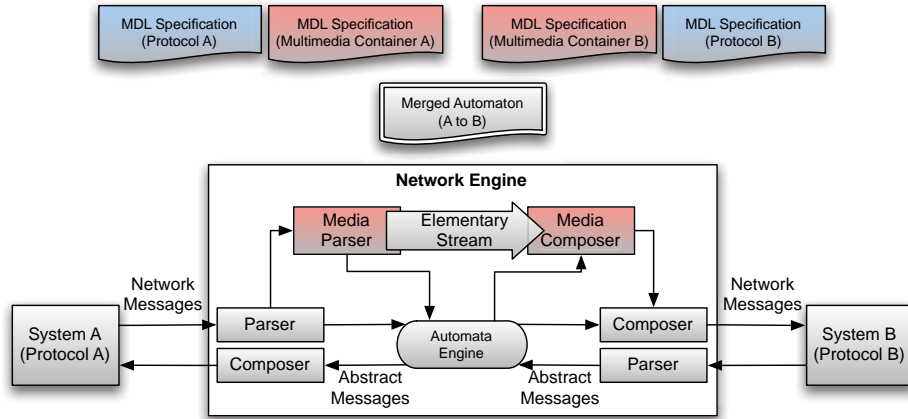 MDL Specification
(Protocol A)
MDL Specification
(Multimedia Container A)
MDL Specification
(Multimedia Container B)
MDL Specification
(Protocol B)
Merged Automaton
(A to B)
Network Engine
Media
Parser
Elementary
Stream
Media
Composer
Network
Messages
Network
Messages
System A
(Protocol A)
Parser
Automata
Engine
Composer
System B
(Protocol B)
Composer
Abstract
Messages
Abstract
Messages
Parser